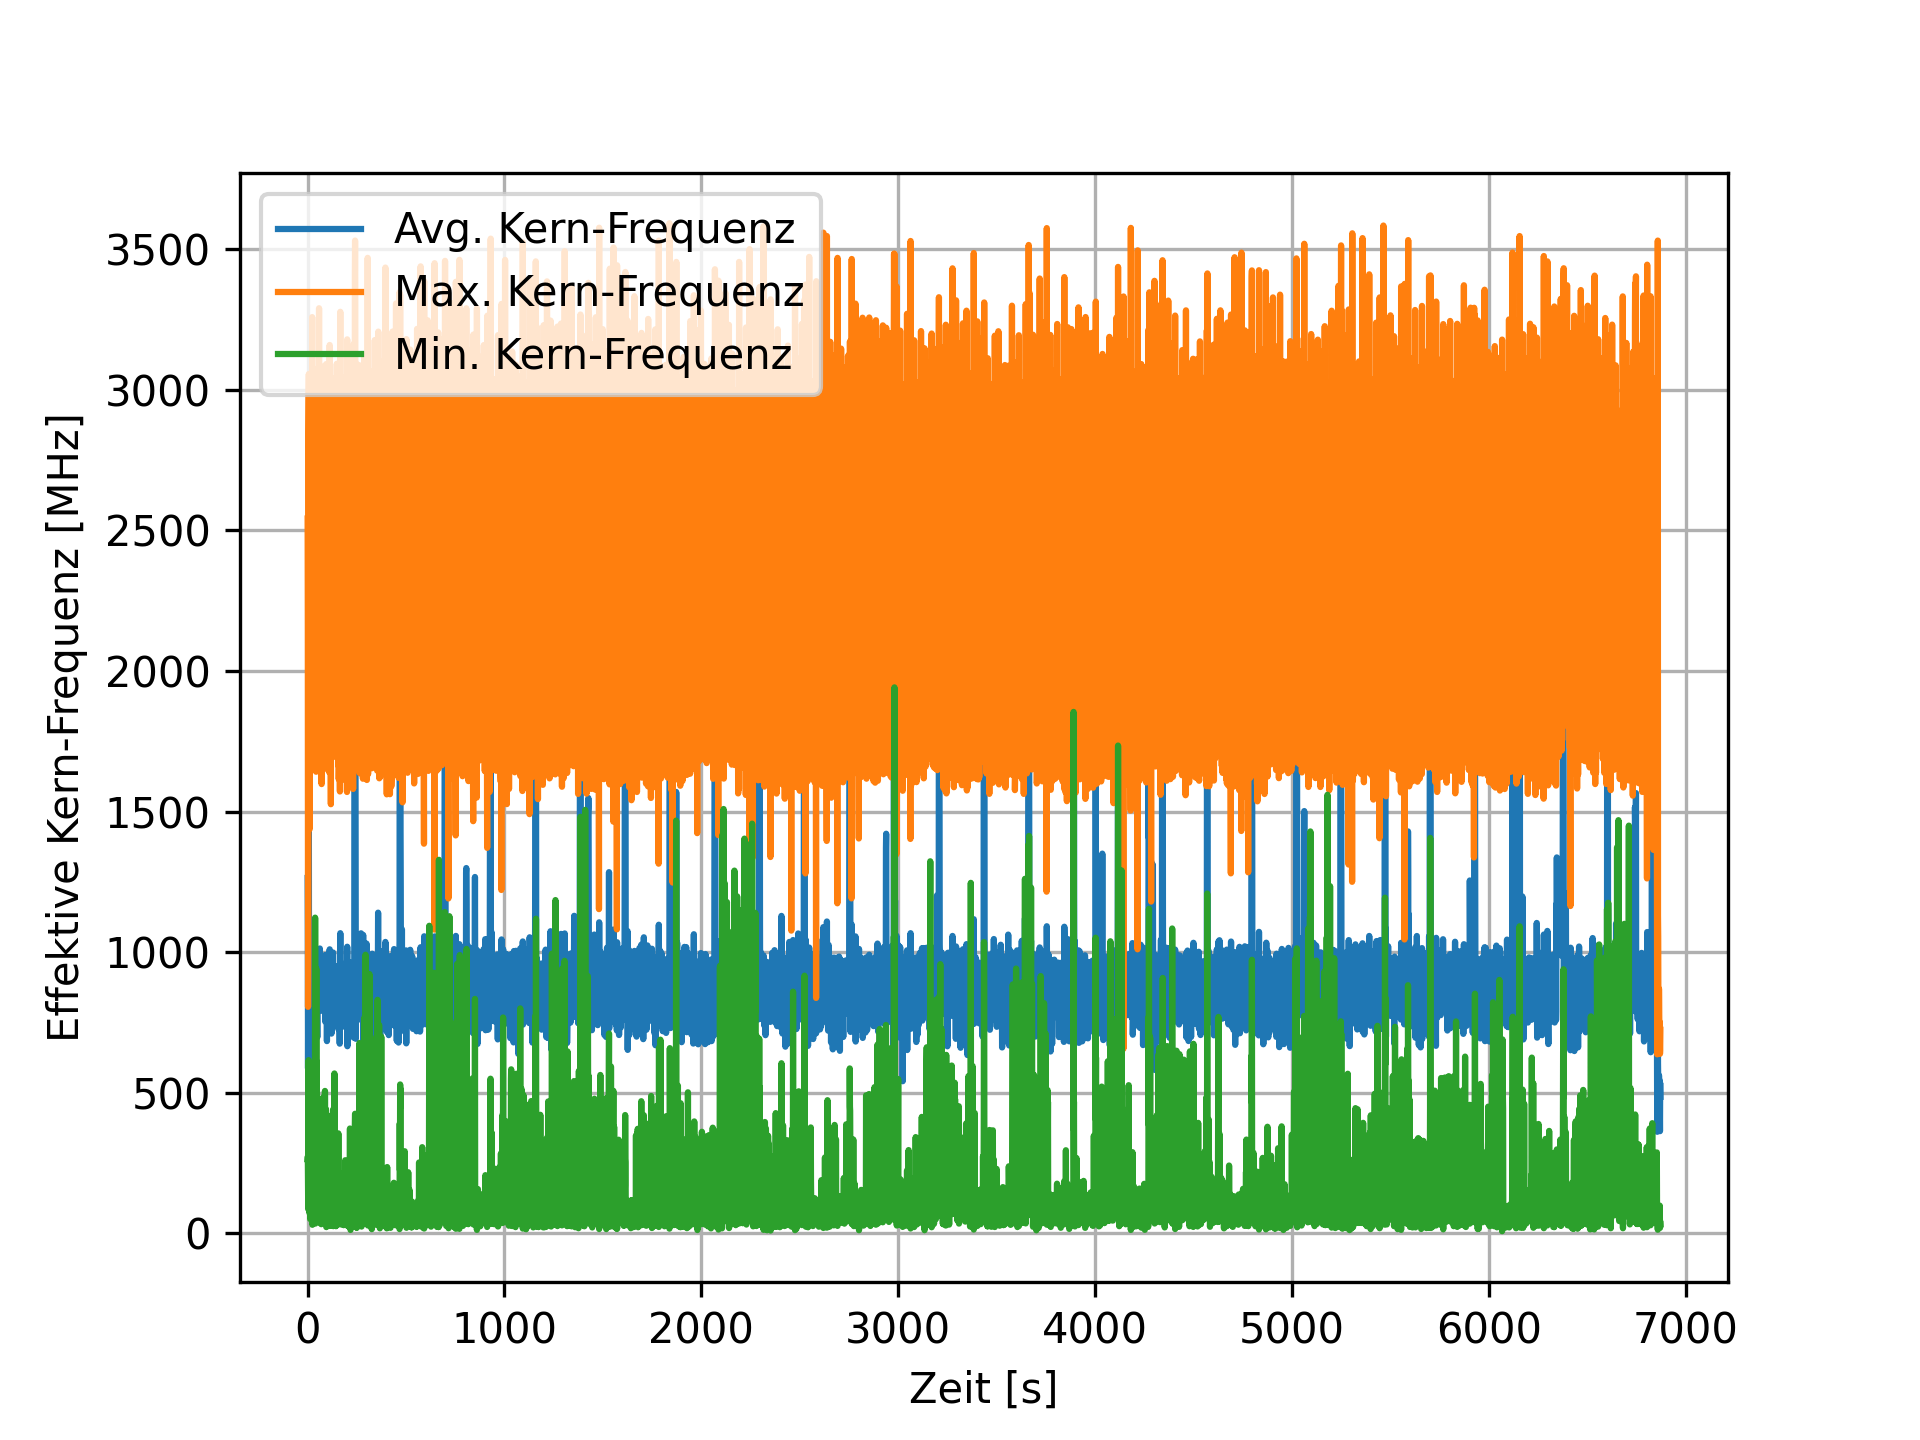 Avg. Kern-Frequenz
Max. Kern-Frequenz
Min. Kern-Frequenz
3500
3000
2500
2000
1500
1000
500
0
Effektive Kern-Frequenz [MHz]
0 1000 2000 3000 4000 5000 6000 7000
Zeit [s]